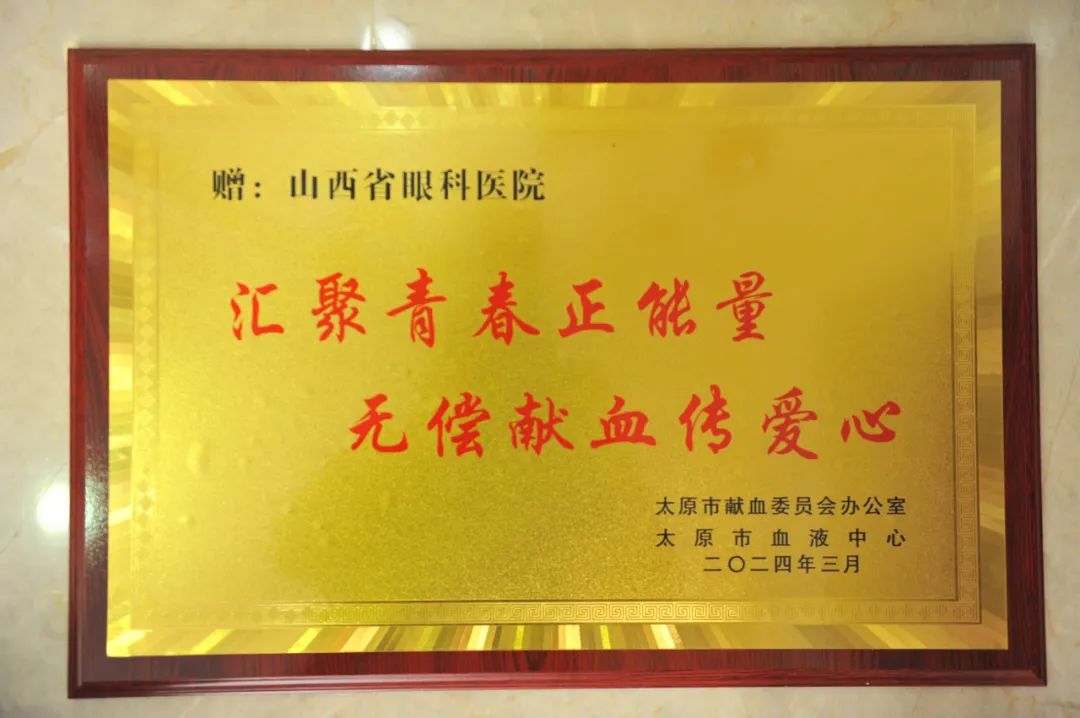 赠：山西省眼科医院
汇聚青春正能量
无偿献血传爱心
太原市献血委员会办公室
太原市血液中心
二〇二四年三月